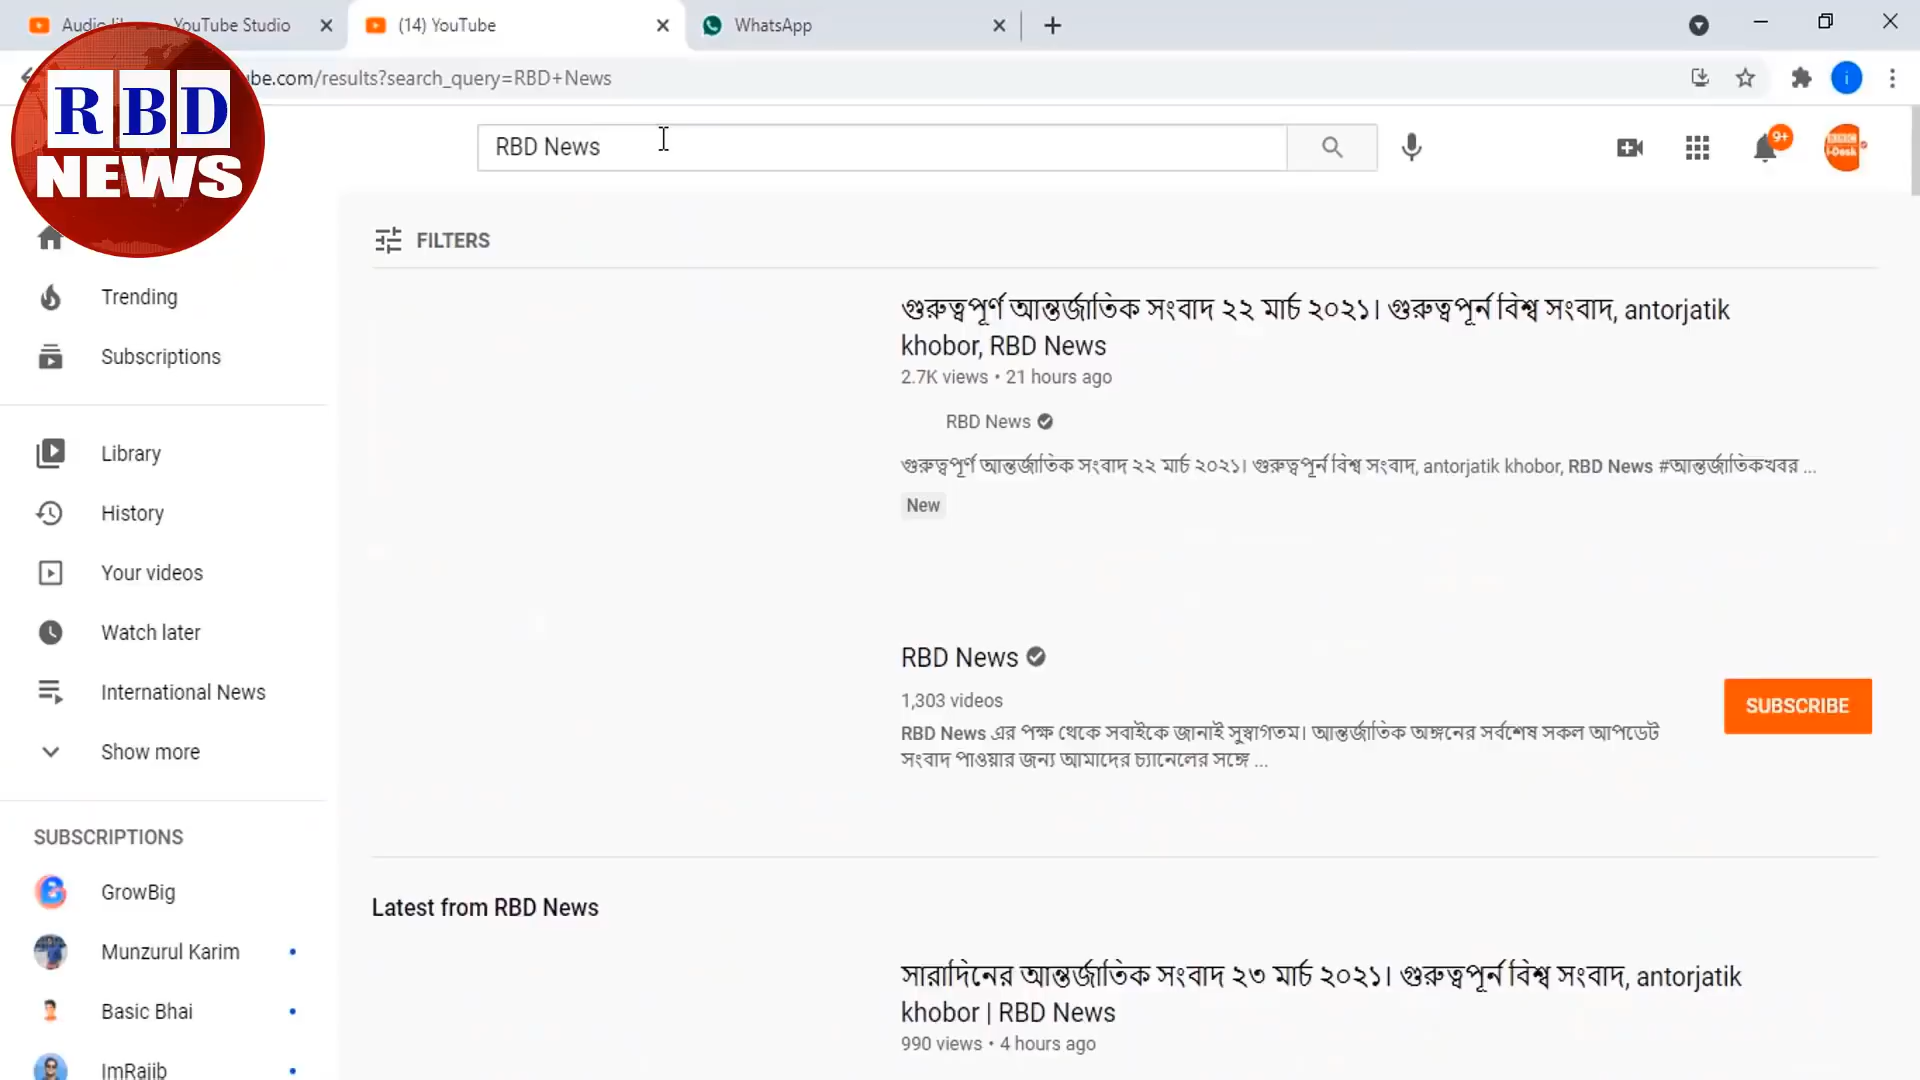 Audio
YouTube Studio
(14) YouTube
WhatsApp
be.com/results?search_query=RBD+News
i
RBD
NEWS
RBD News
9+
i-Desk
FILTERS
Trending
Subscriptions
Library
History
Your videos
Watch later
International News
Show more
SUBSCRIPTIONS
GrowBig
Munzurul Karim
Basic Bhai
ImRajib
গুরুত্বপূর্ণ আন্তর্জাতিক সংবাদ ২২ মার্চ ২০২১। গুরুত্বপূর্ন বিশ্ব সংবাদ, antorjatik
khobor, RBD News
2.7K views • 21 hours ago
RBD News
গুরুত্বপূর্ণ আন্তর্জাতিক সংবাদ ২২ মার্চ ২০২১। গুরুত্বপূর্ন বিশ্ব সংবাদ, antorjatik khobor, RBD News #আন্তর্জাতিকখবর ...
New
RBD News
1,303 videos
RBD News এর পক্ষ থেকে সবাইকে জানাই সুস্বাগতম। আন্তর্জাতিক অঙ্গনের সর্বশেষ সকল আপডেট
সংবাদ পাওয়ার জন্য আমাদের চ্যানেলের সঙ্গে ...
SUBSCRIBE
Latest from RBD News
সারাদিনের আন্তর্জাতিক সংবাদ ২৩ মার্চ ২০২১। গুরুত্বপূর্ন বিশ্ব সংবাদ, antorjatik
khobor | RBD News
990 views • 4 hours ago